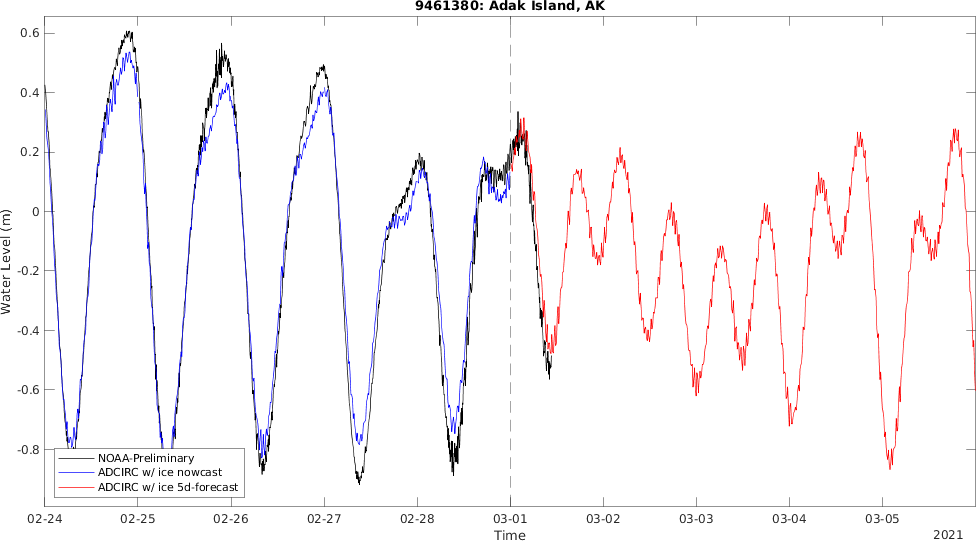 9461380: Adak Island, AK
Water Level (m)
0.6
0.4
0.2
0
-0.2
-0.4
-0.6
-0.8
NOAA-Preliminary
ADCIRC w/ ice nowcast
ADCIRC w/ ice 5d-forecast
02-24 02-25 02-26 02-27 02-28 03-01 03-02 03-03 03-04 03-05
Time
2021